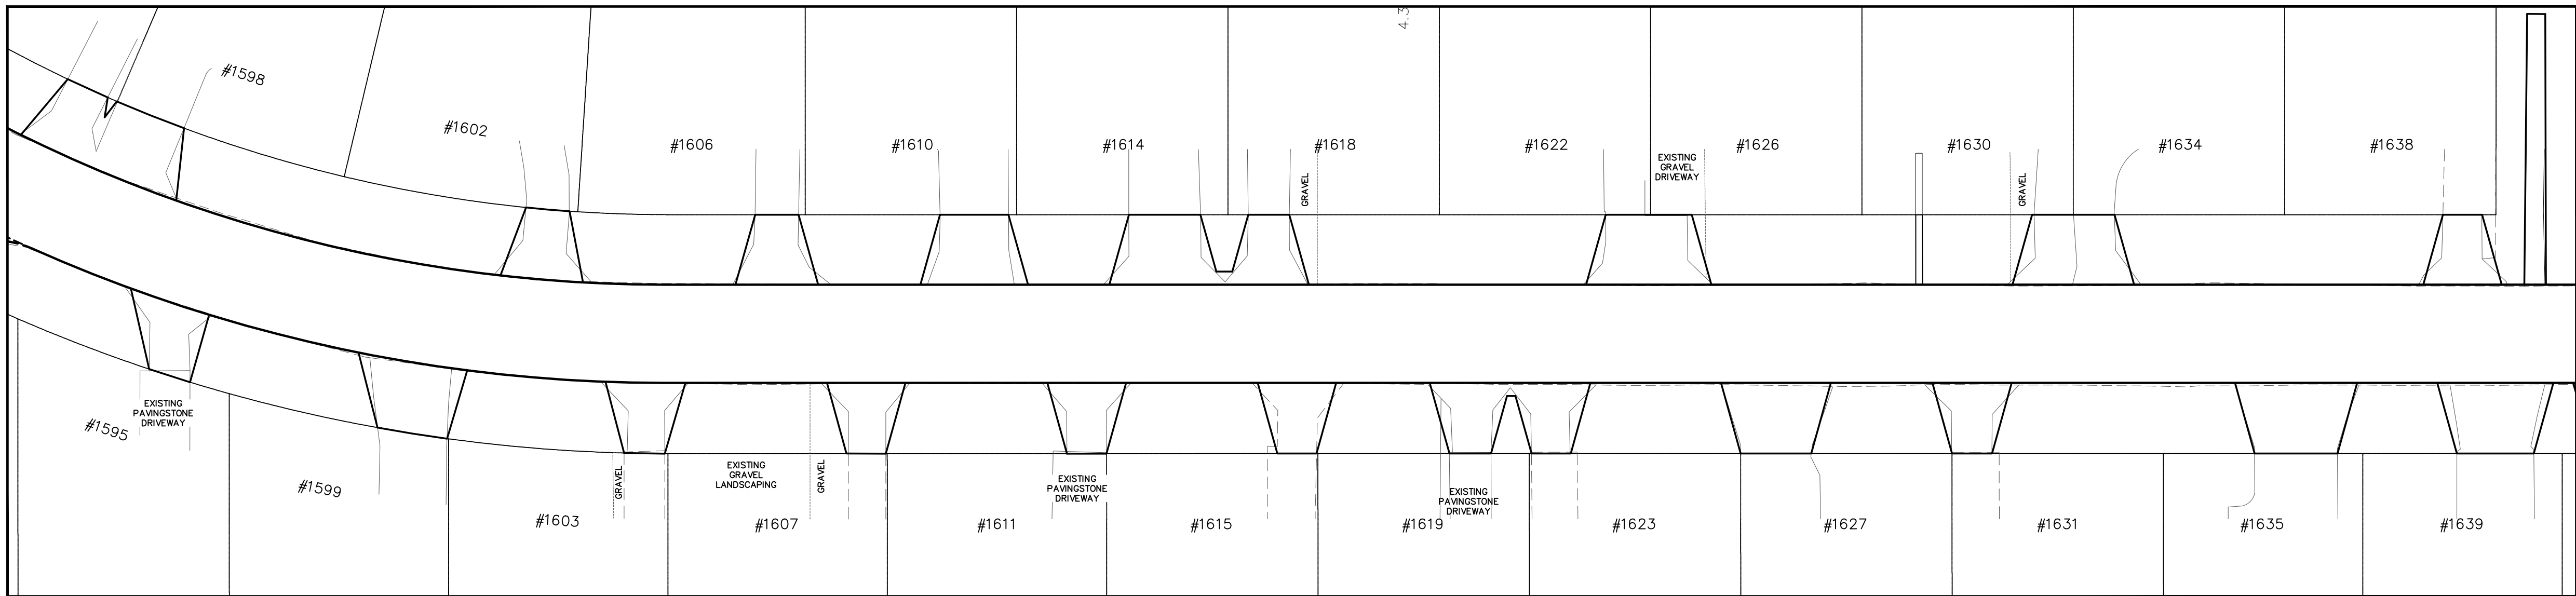 4.3
#1598
#1602
#1606
#1610
#1614
#1618
#1622
#1626
#1630
#1634
#1638
GRAVEL
EXISTING
GRAVEL
DRIVEWAY
GRAVEL
EXISTING
PAVINGSTONE
DRIVEWAY
#1595
#1599
GRAVEL
EXISTING
GRAVEL
LANDSCAPING
GRAVEL
EXISTING
PAVINGSTONE
DRIVEWAY
EXISTING
PAVINGSTONE
DRIVEWAY
#1603
#1607
#1611
#1615
#1619
#1623
#1627
#1631
#1635
#1639